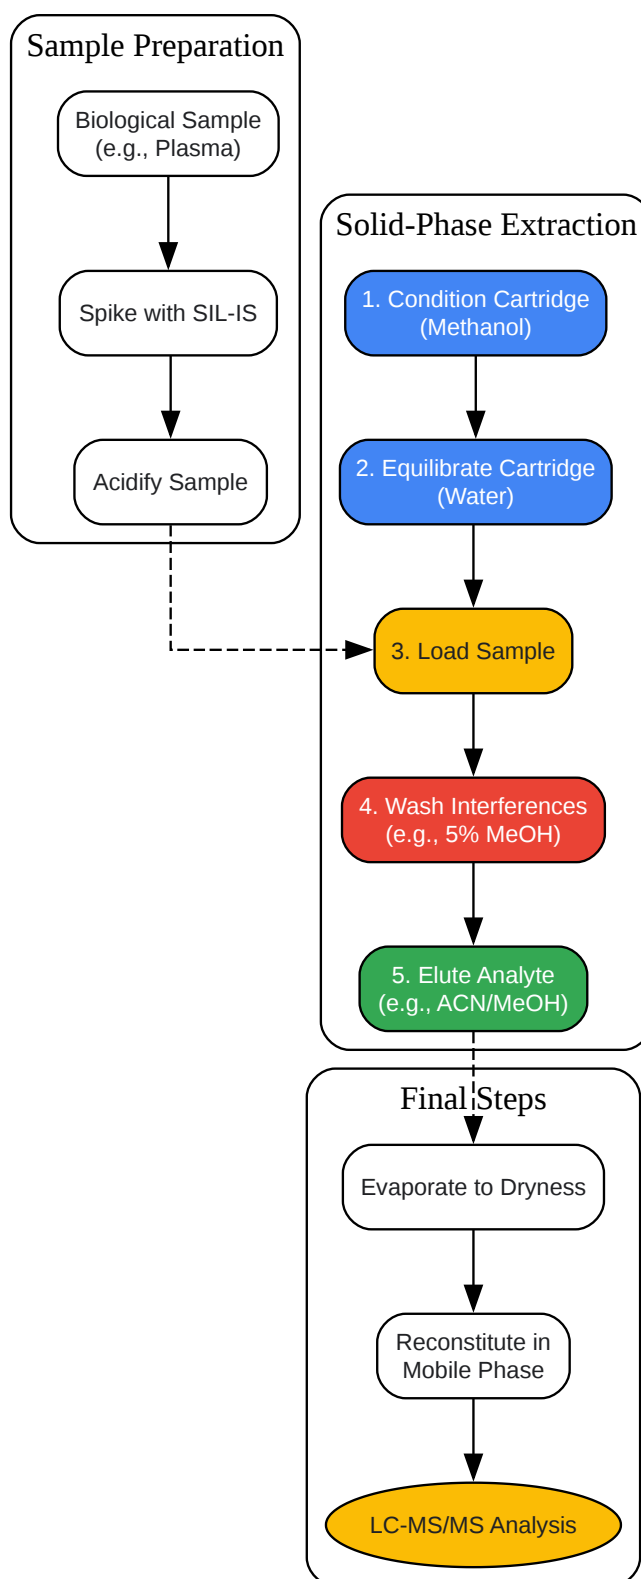 Sample Preparation
Biological Sample
(e.g., Plasma)
Spike with SIL-IS
Acidify Sample
Solid-Phase Extraction
1. Condition Cartridge
(Methanol)
2. Equilibrate Cartridge
(Water)
3. Load Sample
4. Wash Interferences
(e.g., 5% MeOH)
5. Elute Analyte
(e.g., ACN/MeOH)
Final Steps
Evaporate to Dryness
Reconstitute in
Mobile Phase
LC-MS/MS Analysis